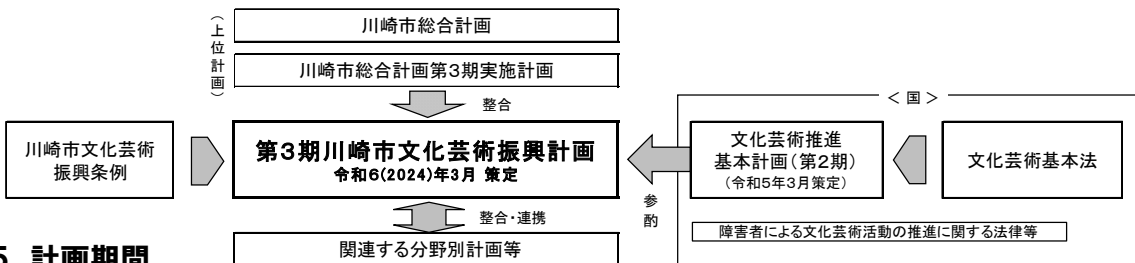 川崎市総合計画
（上位計画）
川崎市総合計画第3期実施計画
整合
＜ 国 ＞
川崎市文化芸術
振興条例
第3期川崎市文化芸術振興計画
令和6(2024)年3月 策定
文化芸術推進
基本計画(第2期)
(令和5年3月策定)
文化芸術基本法
参酌
整合・連携
障害者による文化芸術活動の推進に関する法律等
関連する分野別計画等
5 計画期間